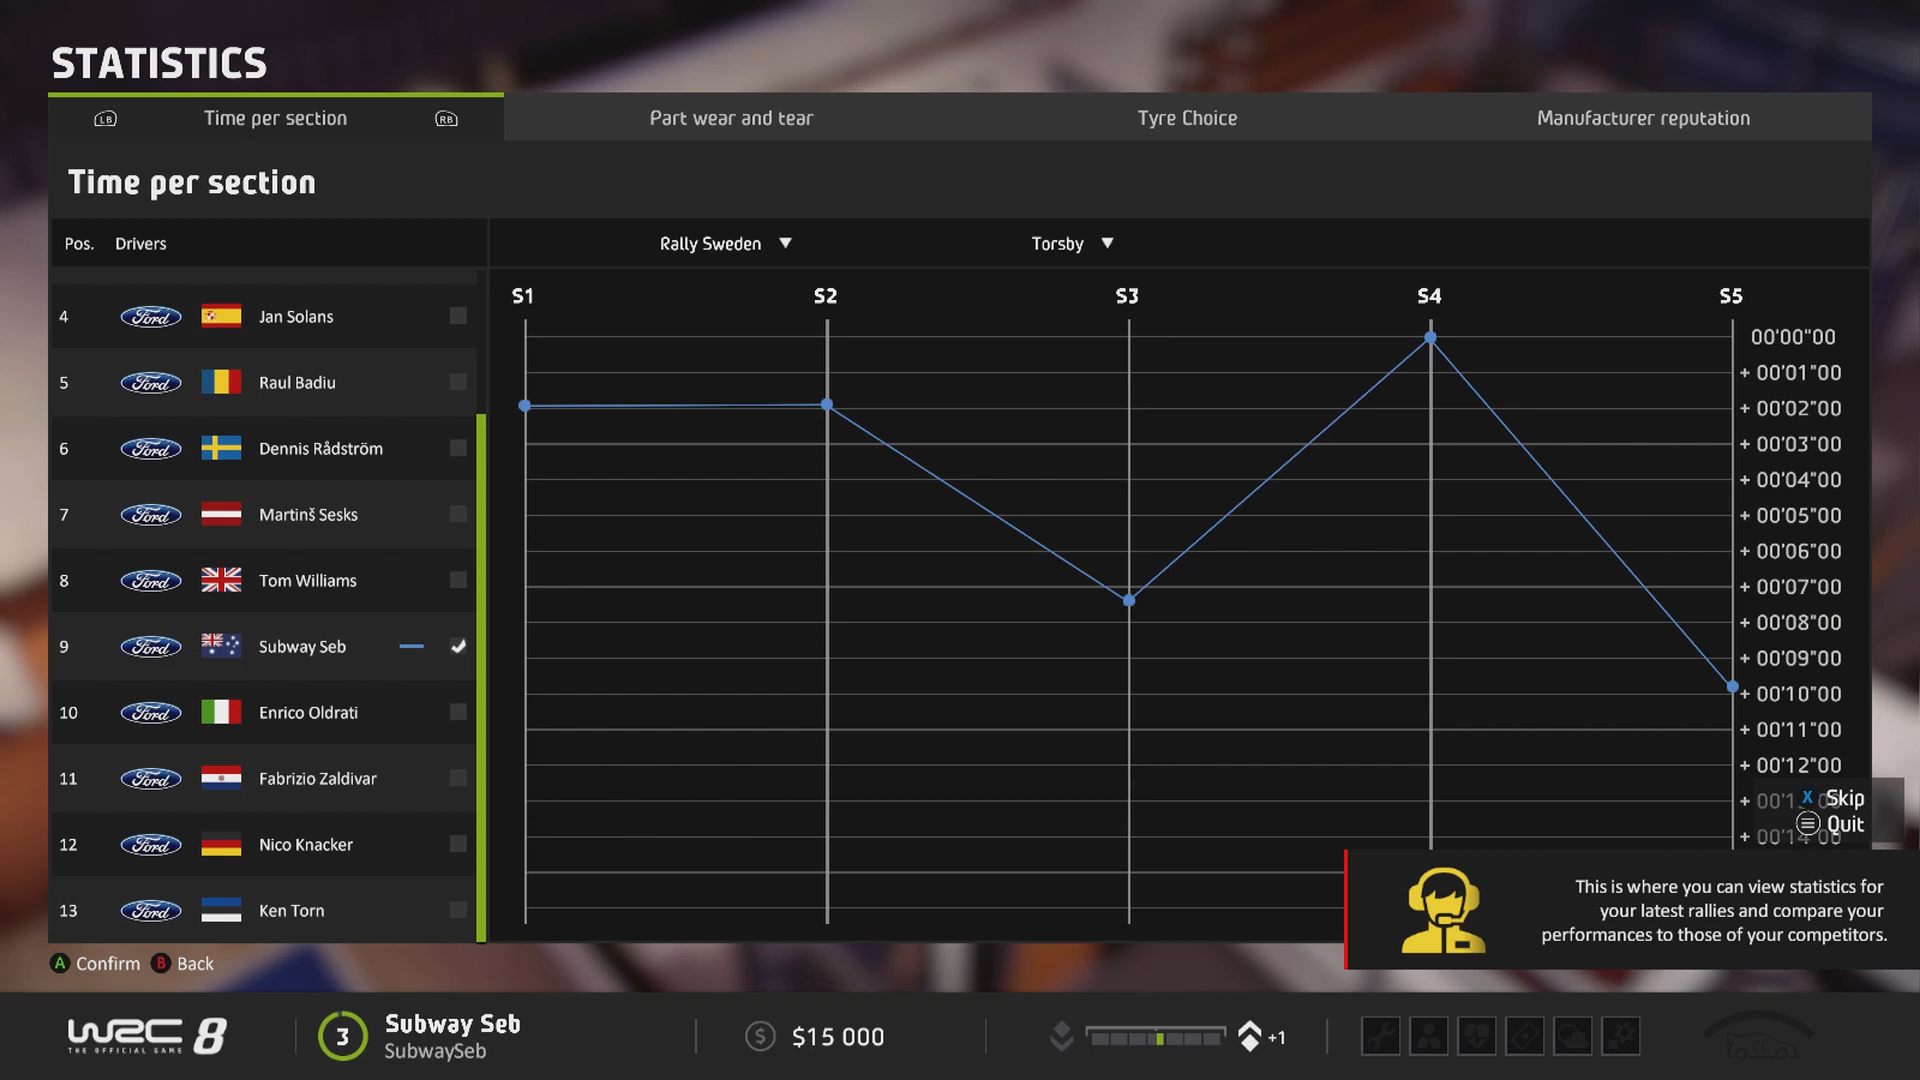 STATISTICS
LB Time per section RB Part wear and tear Tyre Choice Manufacturer reputation
Time per section
Pos. Drivers Rally Sweden Torsby
S1 S2 S3 S4 S5
4 Ford Jan Solans
5 Ford Raul Badiu
6 Ford Dennis Rådström
7 Ford Martinš Sesks
8 Ford Tom Williams
9 Ford Subway Seb
10 Ford Enrico Oldrati
11 Ford Fabrizio Zaldivar
12 Ford Nico Knacker
13 Ford Ken Torn
00'00"00
+ 00'01"00
+ 00'02"00
+ 00'03"00
+ 00'04"00
+ 00'05"00
+ 00'06"00
+ 00'07"00
+ 00'08"00
+ 00'09"00
+ 00'10"00
+ 00'11"00
+ 00'12"00
X Skip
Quit
This is where you can view statistics for
your latest rallies and compare your
performances to those of your competitors.
A Confirm B Back
WRC 8
THE OFFICIAL GAME
3 Subway Seb
SubwaySeb
$ $15 000
+1